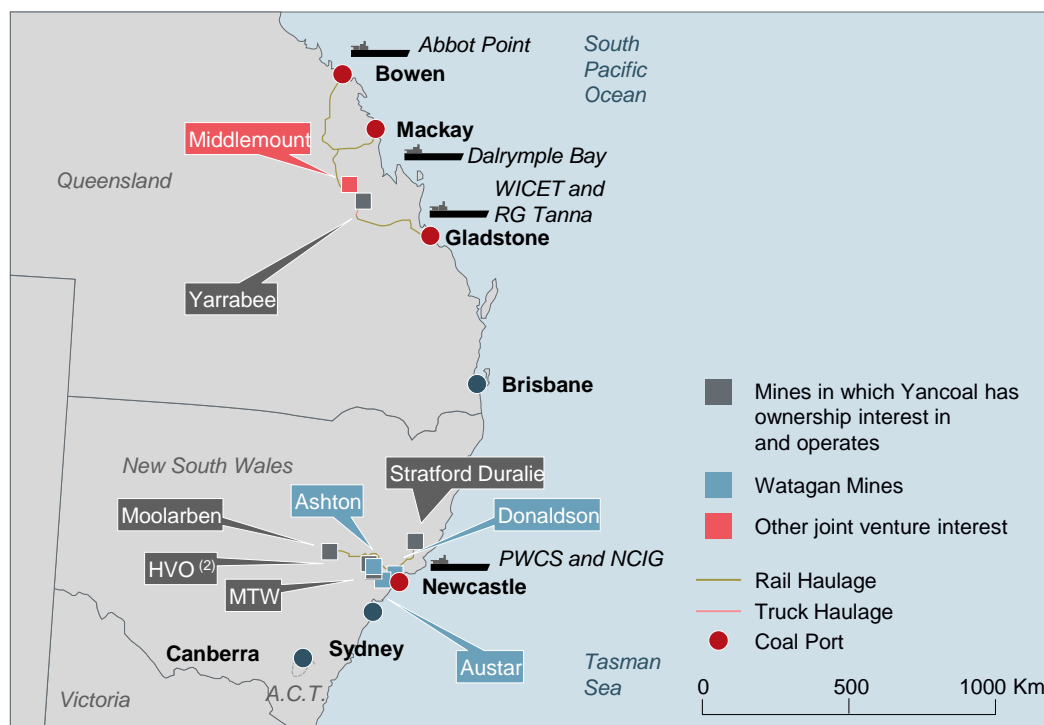 Abbot Point
Bowen
South
Pacific
Ocean
Mackay
Middlemount
Dalrymple Bay
Queensland
WICET and
RG Tanna
Gladstone
Yarrabee
Brisbane
Mines in which Yancoal has
ownership interest in
and operates
New South Wales
Stratford Duralie
Ashton
Watagan Mines
Moolarben
Donaldson
Other joint venture interest
HVO (2)
PWCS and NCIG
MTW
Newcastle
Rail Haulage
Truck Haulage
Coal Port
Sydney
Canberra
Austar
Tasman
Sea
A.C.T.
Victoria
0 500 1000 Km